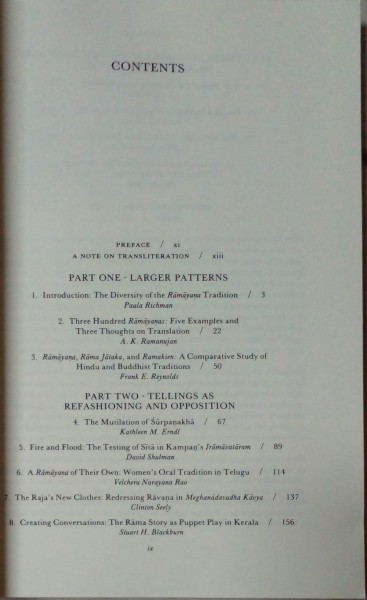 CONTENTS
PREFACE / xi
A NOTE ON TRANSLITERATION / xiii
PART ONE · LARGER PATTERNS
1. Introduction: The Diversity of the Rāmāyaṇa Tradition / 3
Paula Richman
2. Three Hundred Rāmāyaṇas: Five Examples and
Three Thoughts on Translation / 22
A. K. Ramanujan
3. Rāmāyaṇa, Rāma Jātaka, and Ramakien: A Comparative Study of
Hindu and Buddhist Traditions / 50
Frank E. Reynolds
PART TWO · TELLINGS AS
REFASHIONING AND OPPOSITION
4. The Mutilation of Śūrpaṇakhā / 67
Kathleen M. Erndl
5. Fire and Flood: The Testing of Sītā in Kampaṉ's Irāmāvatāram / 89
David Shulman
6. A Rāmāyaṇa of Their Own: Women's Oral Tradition in Telugu / 114
Velcheru Narayana Rao
7. The Raja's New Clothes: Redressing Rāvaṇa in Meghanādavadha Kāvya / 137
Clinton Seely
8. Creating Conversations: The Rāma Story as Puppet Play in Kerala / 156
Stuart H. Blackburn
ix